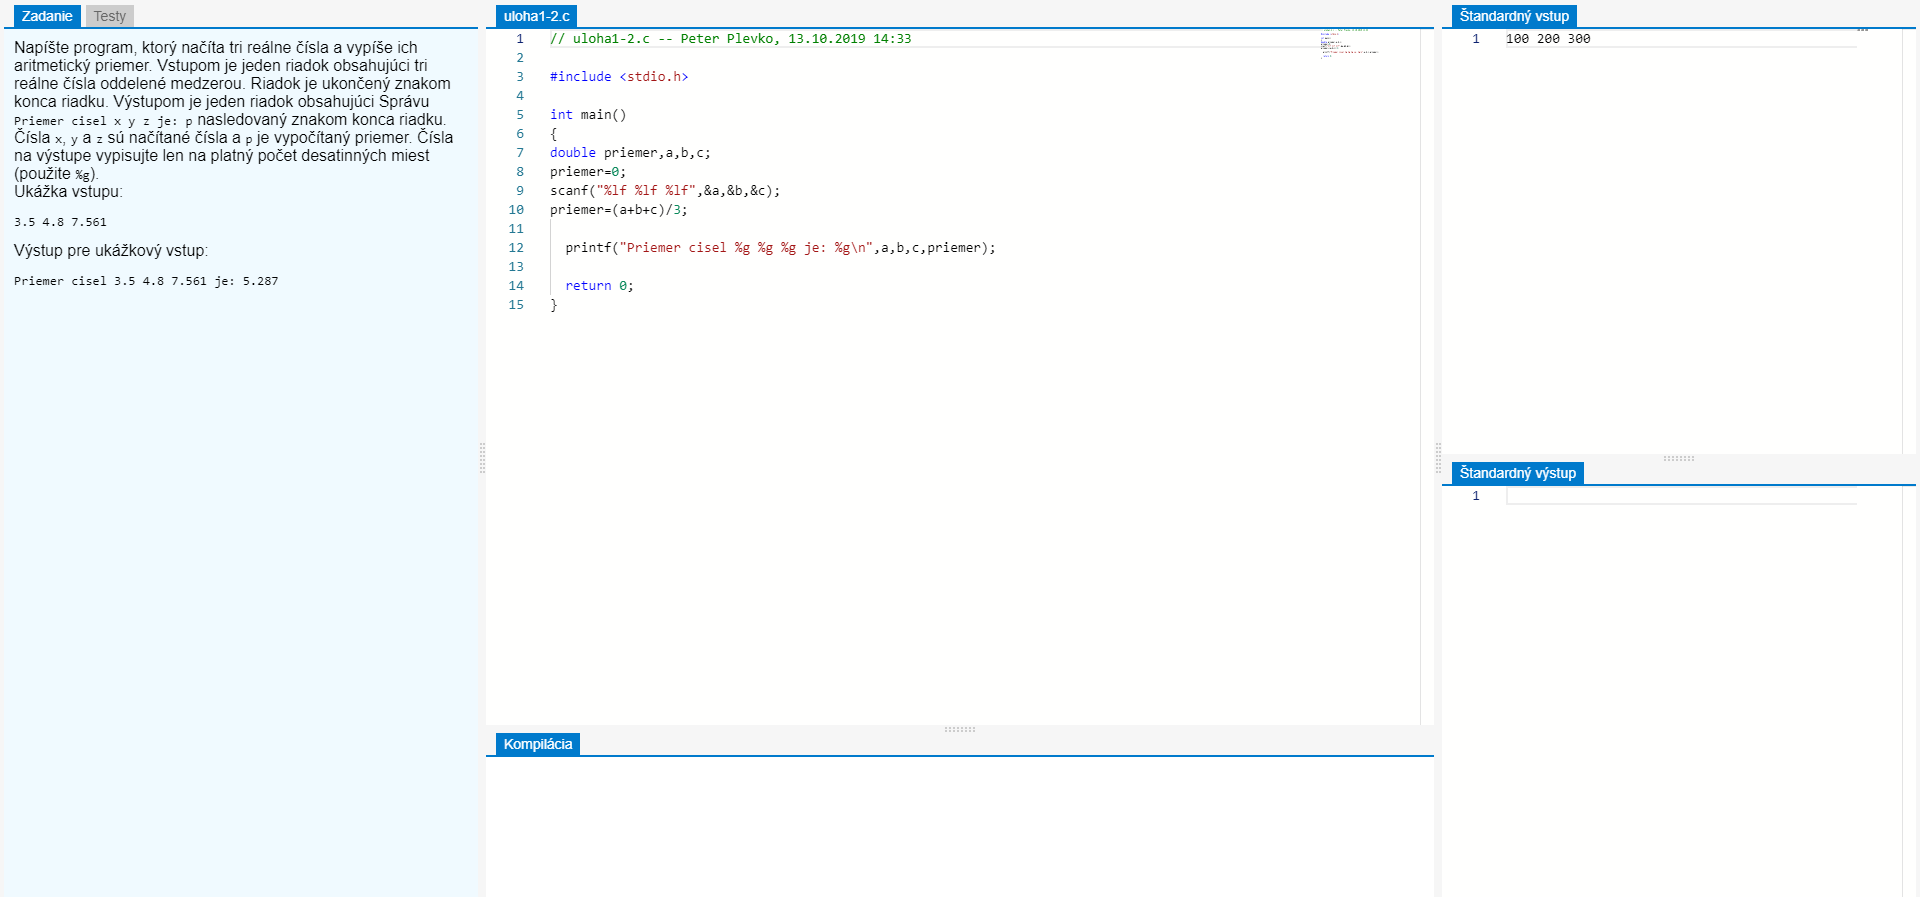 Zadanie Testy
Napíšte program, ktorý načíta tri reálne čísla a vypíše ich
aritmetický priemer. Vstupom je jeden riadok obsahujúci tri
reálne čísla oddelené medzerou. Riadok je ukončený znakom
konca riadku. Výstupom je jeden riadok obsahujúci Správu
Priemer cisel x y z je: p nasledovaný znakom konca riadku.
Čísla x, y a z sú načítané čísla a p je vypočítaný priemer. Čísla
na výstupe vypisujte len na platný počet desatinných miest
(použite %g).
Ukážka vstupu:
3.5 4.8 7.561
Výstup pre ukážkový vstup:
Priemer cisel 3.5 4.8 7.561 je: 5.287
uloha1-2.c
1 // uloha1-2.c -- Peter Plevko, 13.10.2019 14:33
2
3 #include <stdio.h>
4
5 int main()
6 {
7 double priemer,a,b,c;
8 priemer=0;
9 scanf("%lf %lf %lf",&a,&b,&c);
10 priemer=(a+b+c)/3;
11
12 printf("Priemer cisel %g %g %g je: %g\n",a,b,c,priemer);
13
14 return 0;
15 }
Kompilácia
Štandardný vstup
1 100 200 300
Štandardný výstup
1